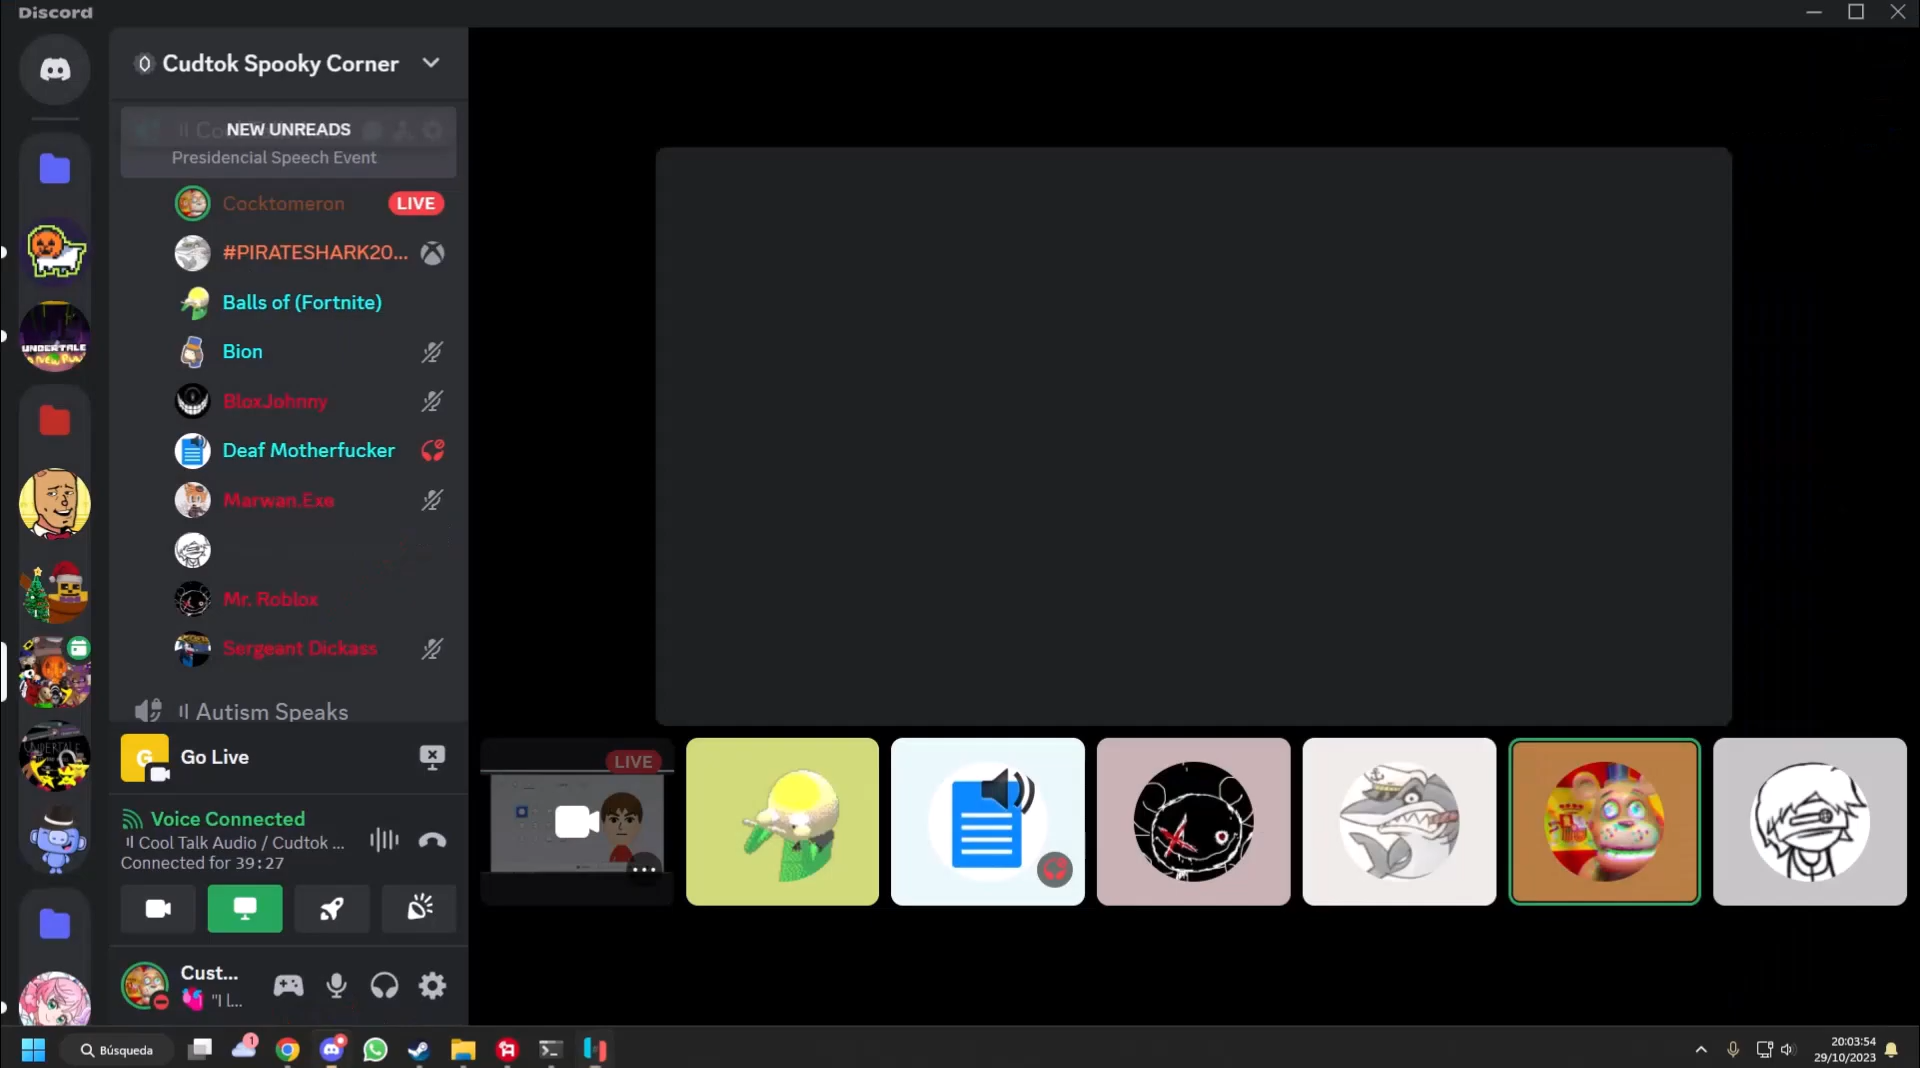 Discord
Cudtok Spooky Corner
NEW UNREADS
Presidencial Speech Event
Cocktomeron
LIVE
#PIRATESHARK20...
Balls of (Fortnite)
Bion
BloxJohnny
Deaf Motherfucker
Marwan.Exe
Mr. Roblox
Sergeant Dickass
Autism Speaks
UNDERTALE
G
Go Live
LIVE
Voice Connected
Cool Talk Audio / Cudtok ...
Connected for 39:27
Cust...
"I l...
Búsqueda
1
20:03:54
29/10/2023